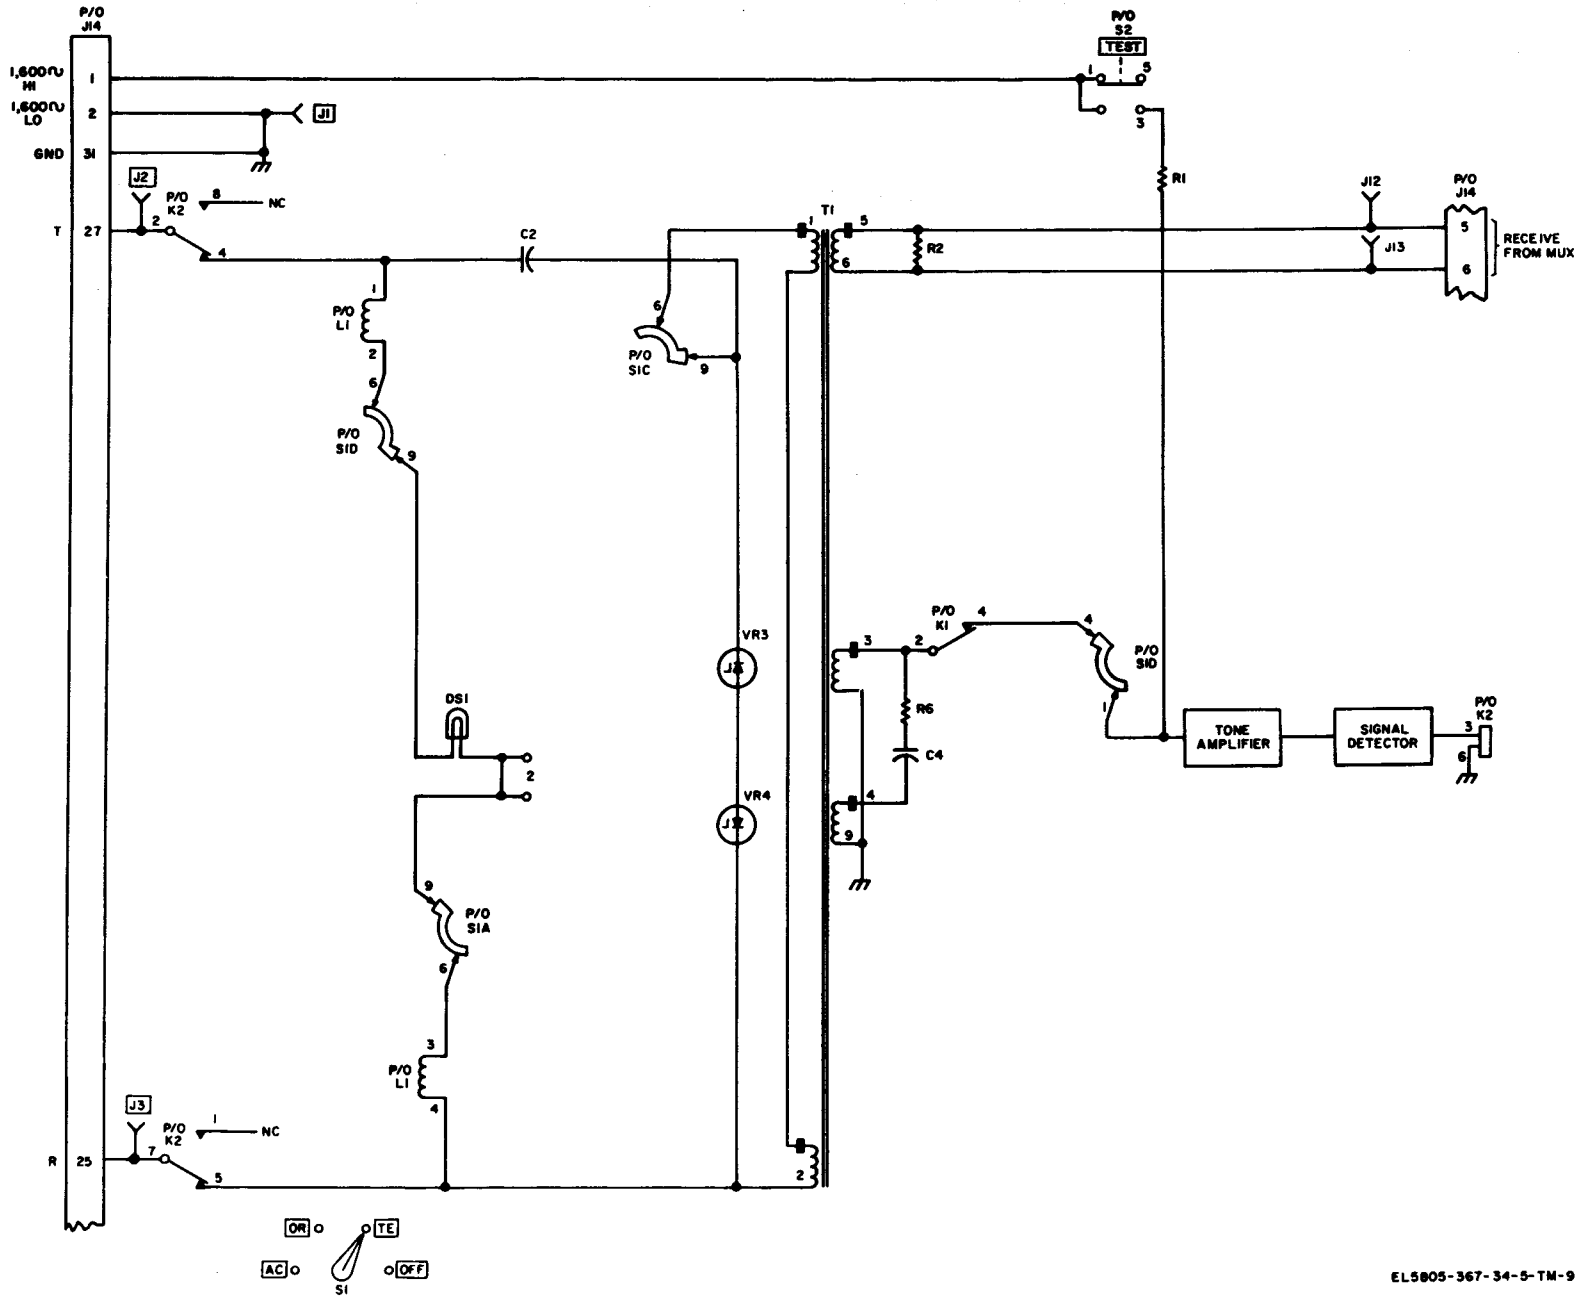 P/O
J14
1,600~
HI
1
1,600~
LO
2
J1
GND
31
P/O
S2
TEST
1
5
3
R1
J2
P/O
K2
8
NC
T
27
2
4
C2
1
T1
5
R2
6
J12
J13
P/O
J14
5
6
RECEIVE
FROM MUX
1
P/O
L1
2
6
P/O
S1D
9
6
P/O
S1C
9
VR3
VR4
3
2
P/O
K1
4
4
P/O
S1D
1
R6
C4
4
9
TONE
AMPLIFIER
SIGNAL
DETECTOR
P/O
K2
3
6
DS1
2
9
P/O
S1A
6
3
P/O
L1
4
J3
P/O
K2
1
NC
R
25
7
5
2
OR
TE
AC
OFF
S1
EL5805-367-34-5-TM-9